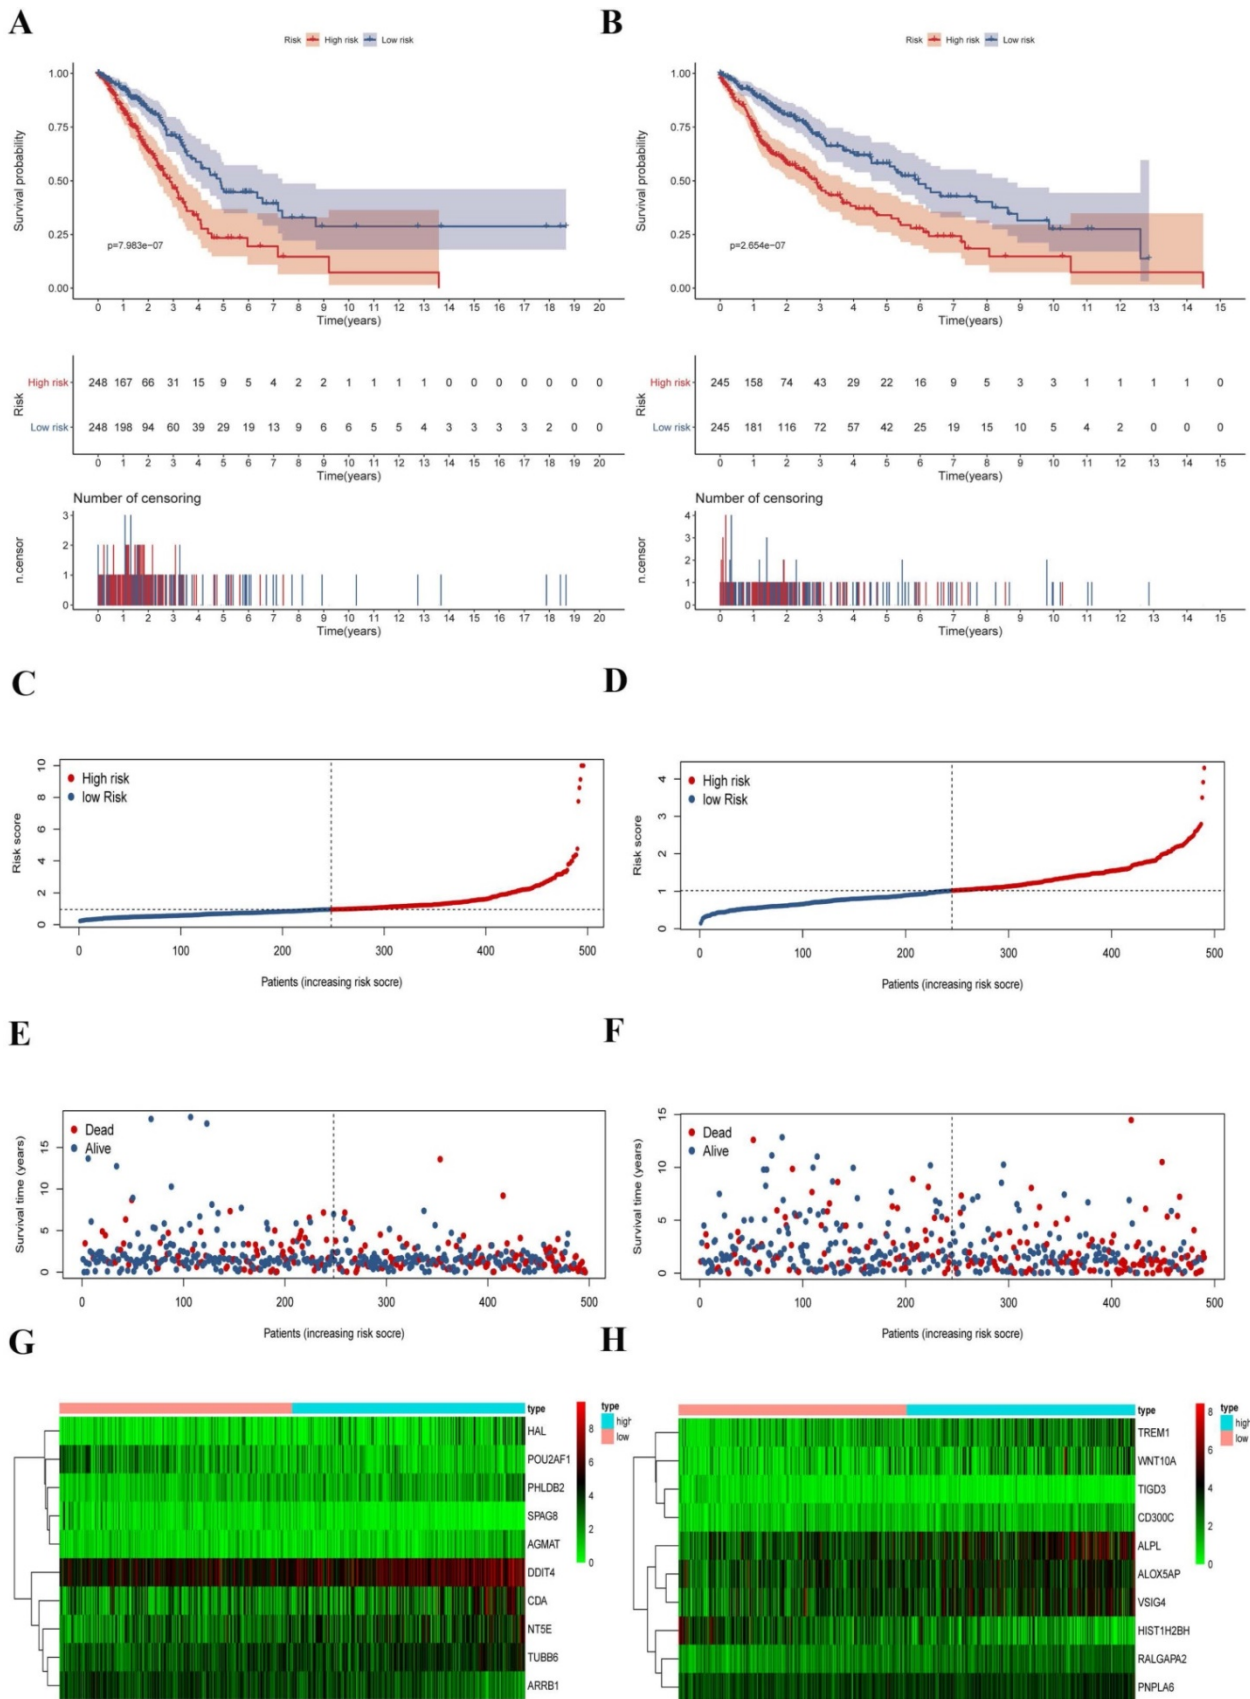 A
B
Risk High risk Low risk
Risk High risk Low risk
Survival probability
1.00
0.75
0.50
0.25
0.00
p=7.983e−07
0 1 2 3 4 5 6 7 8 9 10 11 12 13 14 15 16 17 18 19 20
Time(years)
Survival probability
1.00
0.75
0.50
0.25
0.00
p=2.654e−07
0 1 2 3 4 5 6 7 8 9 10 11 12 13 14 15
Time(years)
Risk
High risk 248 167 66 31 15 9 5 4 2 2 1 1 1 1 0 0 0 0 0 0 0
Low risk 248 198 94 60 39 29 19 13 9 6 6 5 5 4 3 3 3 3 2 0 0
0 1 2 3 4 5 6 7 8 9 10 11 12 13 14 15 16 17 18 19 20
Time(years)
Risk
High risk 245 158 74 43 29 22 16 9 5 3 3 1 1 1 1 0
Low risk 245 181 116 72 57 42 25 19 15 10 5 4 2 0 0 0
0 1 2 3 4 5 6 7 8 9 10 11 12 13 14 15
Time(years)
Number of censoring
n.censor
3
2
1
0
0 1 2 3 4 5 6 7 8 9 10 11 12 13 14 15 16 17 18 19 20
Time(years)
Number of censoring
n.censor
4
3
2
1
0
0 1 2 3 4 5 6 7 8 9 10 11 12 13 14 15
Time(years)
C
D
Risk score
10
8
6
4
2
0
High risk
low Risk
0 100 200 300 400 500
Patients (increasing risk socre)
Risk score
4
3
2
1
0
High risk
low Risk
0 100 200 300 400 500
Patients (increasing risk socre)
E
F
Survival time (years)
15
10
5
0
Dead
Alive
0 100 200 300 400 500
Patients (increasing risk socre)
Survival time (years)
15
10
5
0
Dead
Alive
0 100 200 300 400 500
Patients (increasing risk socre)
G
H
type
HAL
POU2AF1
PHLDB2
SPAG8
AGMAT
DDIT4
CDA
NT5E
TUBB6
ARRB1
8
6
4
2
0
type
high
low
type
TREM1
WNT10A
TIGD3
CD300C
ALPL
ALOX5AP
VSIG4
HIST1H2BH
RALGAPA2
PNPLA6
8
6
4
2
0
type
high
low